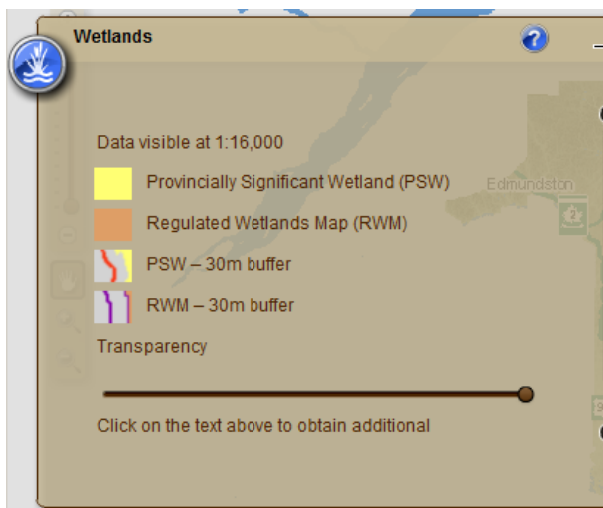 Wetlands
?
Data visible at 1:16,000
Provincially Significant Wetland (PSW)
Edmundston
2
Regulated Wetlands Map (RWM)
PSW – 30m buffer
RWM – 30m buffer
Transparency
Click on the text above to obtain additional